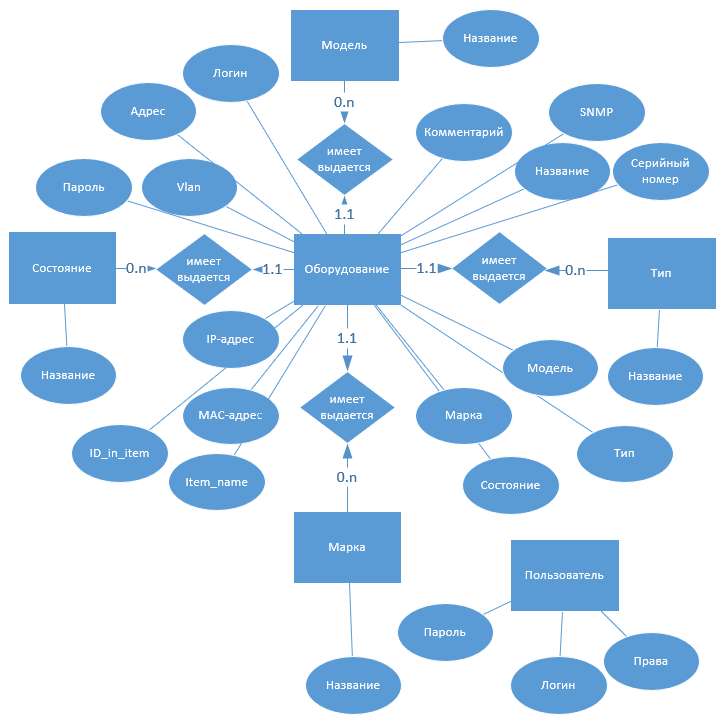 Модель
Название
Логин
0.n
Адрес
SNMP
Комментарий
имеет
выдается
Название
Серийный
номер
Пароль
Vlan
1.1
Состояние
0.n
имеет
выдается
1.1
Оборудование
1.1
имеет
выдается
0.n
Тип
IP-адрес
1.1
Модель
Название
Название
имеет
выдается
MAC-адрес
Марка
ID_in_item
Тип
Item_name
0.n
Состояние
Марка
Пользователь
Пароль
Права
Название
Логин